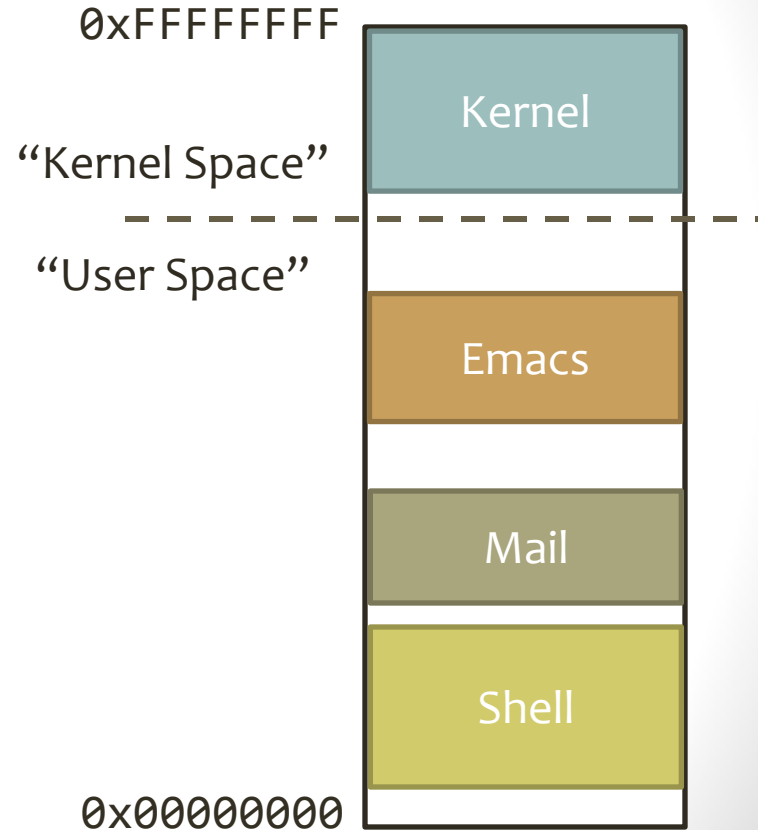 0xFFFFFFFF
Kernel
“Kernel Space”
“User Space”
Emacs
Mail
Shell
0x00000000